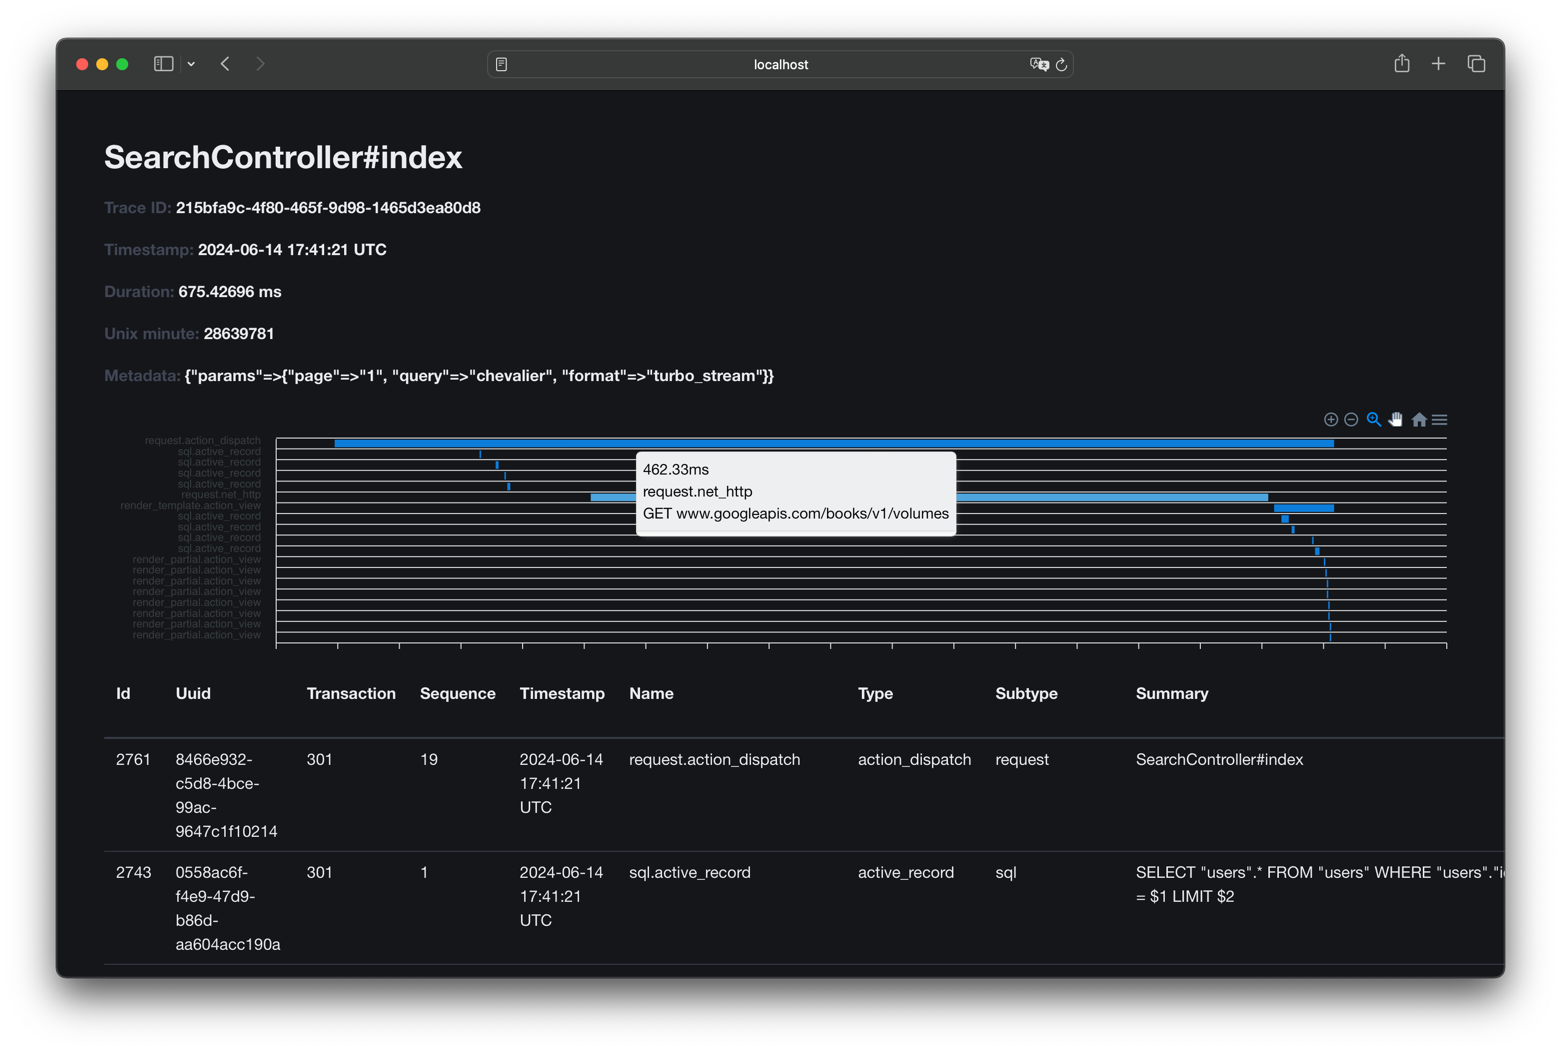 localhost
SearchController#index
Trace ID: 215bfa9c-4f80-465f-9d98-1465d3ea80d8
Timestamp: 2024-06-14 17:41:21 UTC
Duration: 675.42696 ms
Unix minute: 28639781
Metadata: {"params"=>{"page"=>"1", "query"=>"chevalier", "format"=>"turbo_stream"}}
request.action_dispatch
sql.active_record
sql.active_record
sql.active_record
sql.active_record
request.net_http
render_template.action_view
sql.active_record
sql.active_record
sql.active_record
sql.active_record
render_partial.action_view
render_partial.action_view
render_partial.action_view
render_partial.action_view
render_partial.action_view
render_partial.action_view
render_partial.action_view
render_partial.action_view
462.33ms
request.net_http
GET www.googleapis.com/books/v1/volumes
Id Uuid Transaction Sequence Timestamp Name Type Subtype Summary
2761 8466e932- 301 19 2024-06-14 request.action_dispatch action_dispatch request SearchController#index
c5d8-4bce- 17:41:21
99ac- UTC
9647c1f10214
2743 0558ac6f- 301 1 2024-06-14 sql.active_record active_record sql SELECT "users".* FROM "users" WHERE "users"."i
f4e9-47d9- 17:41:21 = $1 LIMIT $2
b86d- UTC
aa604acc190a